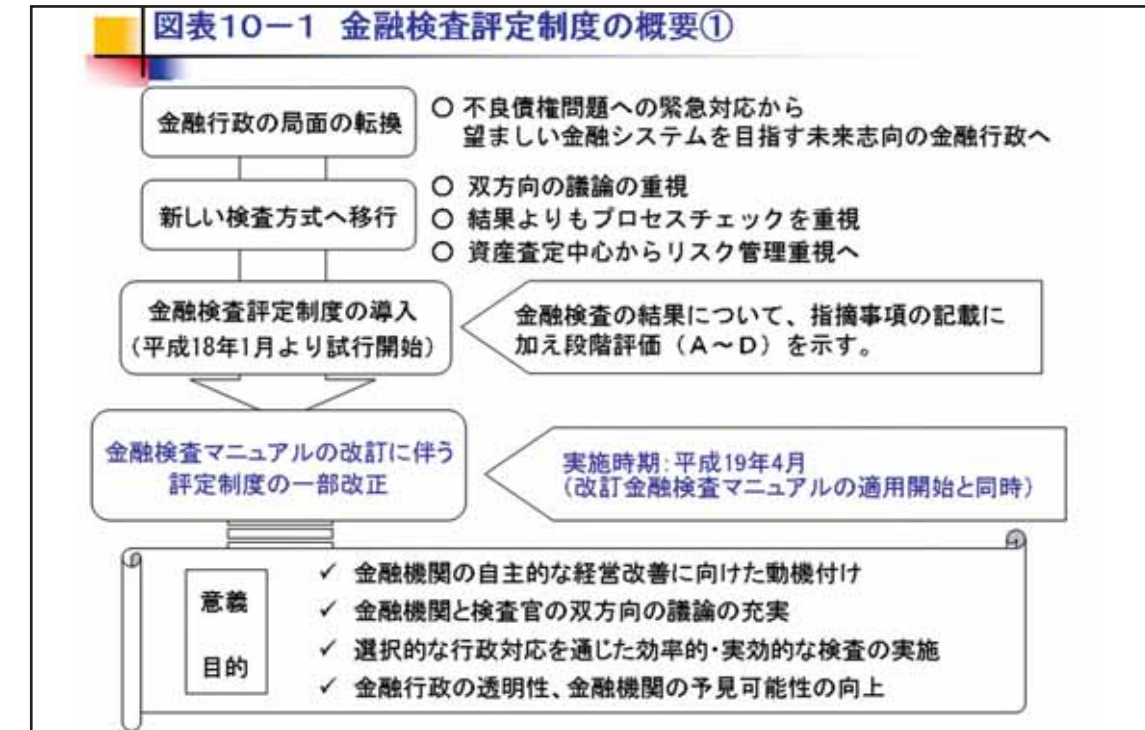 図表10－1 金融検査評定制度の概要①
金融行政の局面の転換
○ 不良債権問題への緊急対応から
望ましい金融システムを目指す未来志向の金融行政へ
新しい検査方式へ移行
○ 双方向の議論の重視
○ 結果よりもプロセスチェックを重視
○ 資産査定中心からリスク管理重視へ
金融検査評定制度の導入
（平成18年1月より試行開始）
金融検査の結果について、指摘事項の記載に
加え段階評価（A～D）を示す。
金融検査マニュアルの改訂に伴う
評定制度の一部改正
実施時期：平成19年4月
（改訂金融検査マニュアルの適用開始と同時）
意義
目的
✓ 金融機関の自主的な経営改善に向けた動機付け
✓ 金融機関と検査官の双方向の議論の充実
✓ 選択的な行政対応を通じた効率的・実効的な検査の実施
✓ 金融行政の透明性、金融機関の予見可能性の向上